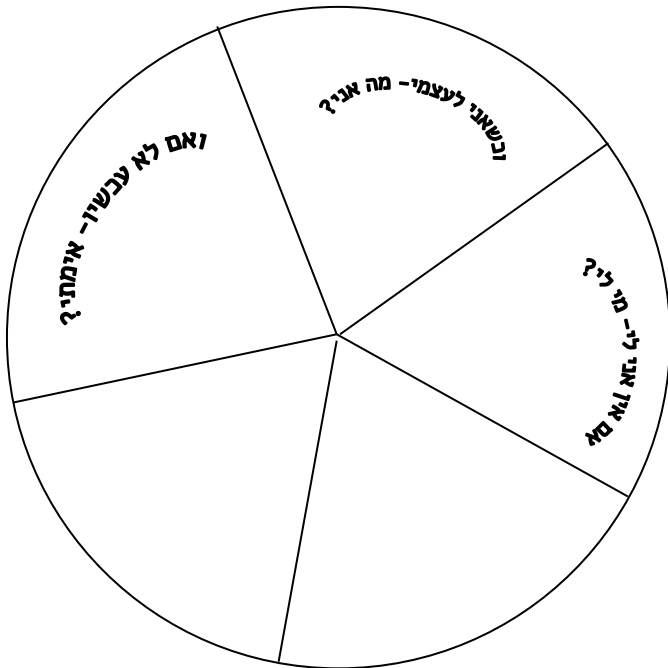 אם אין אני לי- מי לי?
וכשאני לעצמי- מה אני?
ואם לא עכשיו- אימתי?